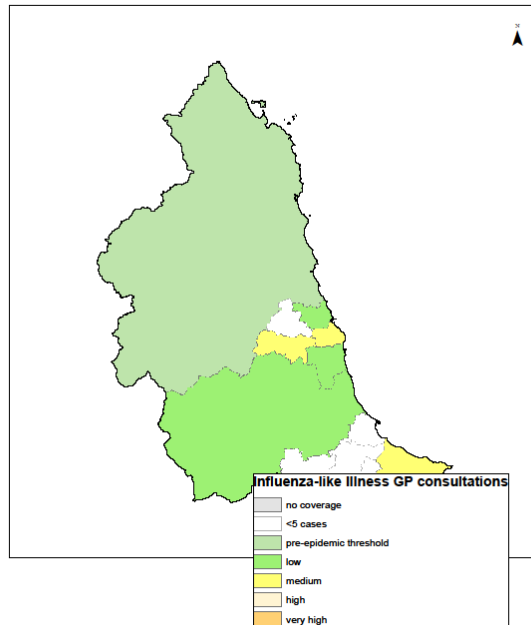 Influenza-like Illness GP consultations
no coverage
<5 cases
pre-epidemic threshold
low
medium
high
very high